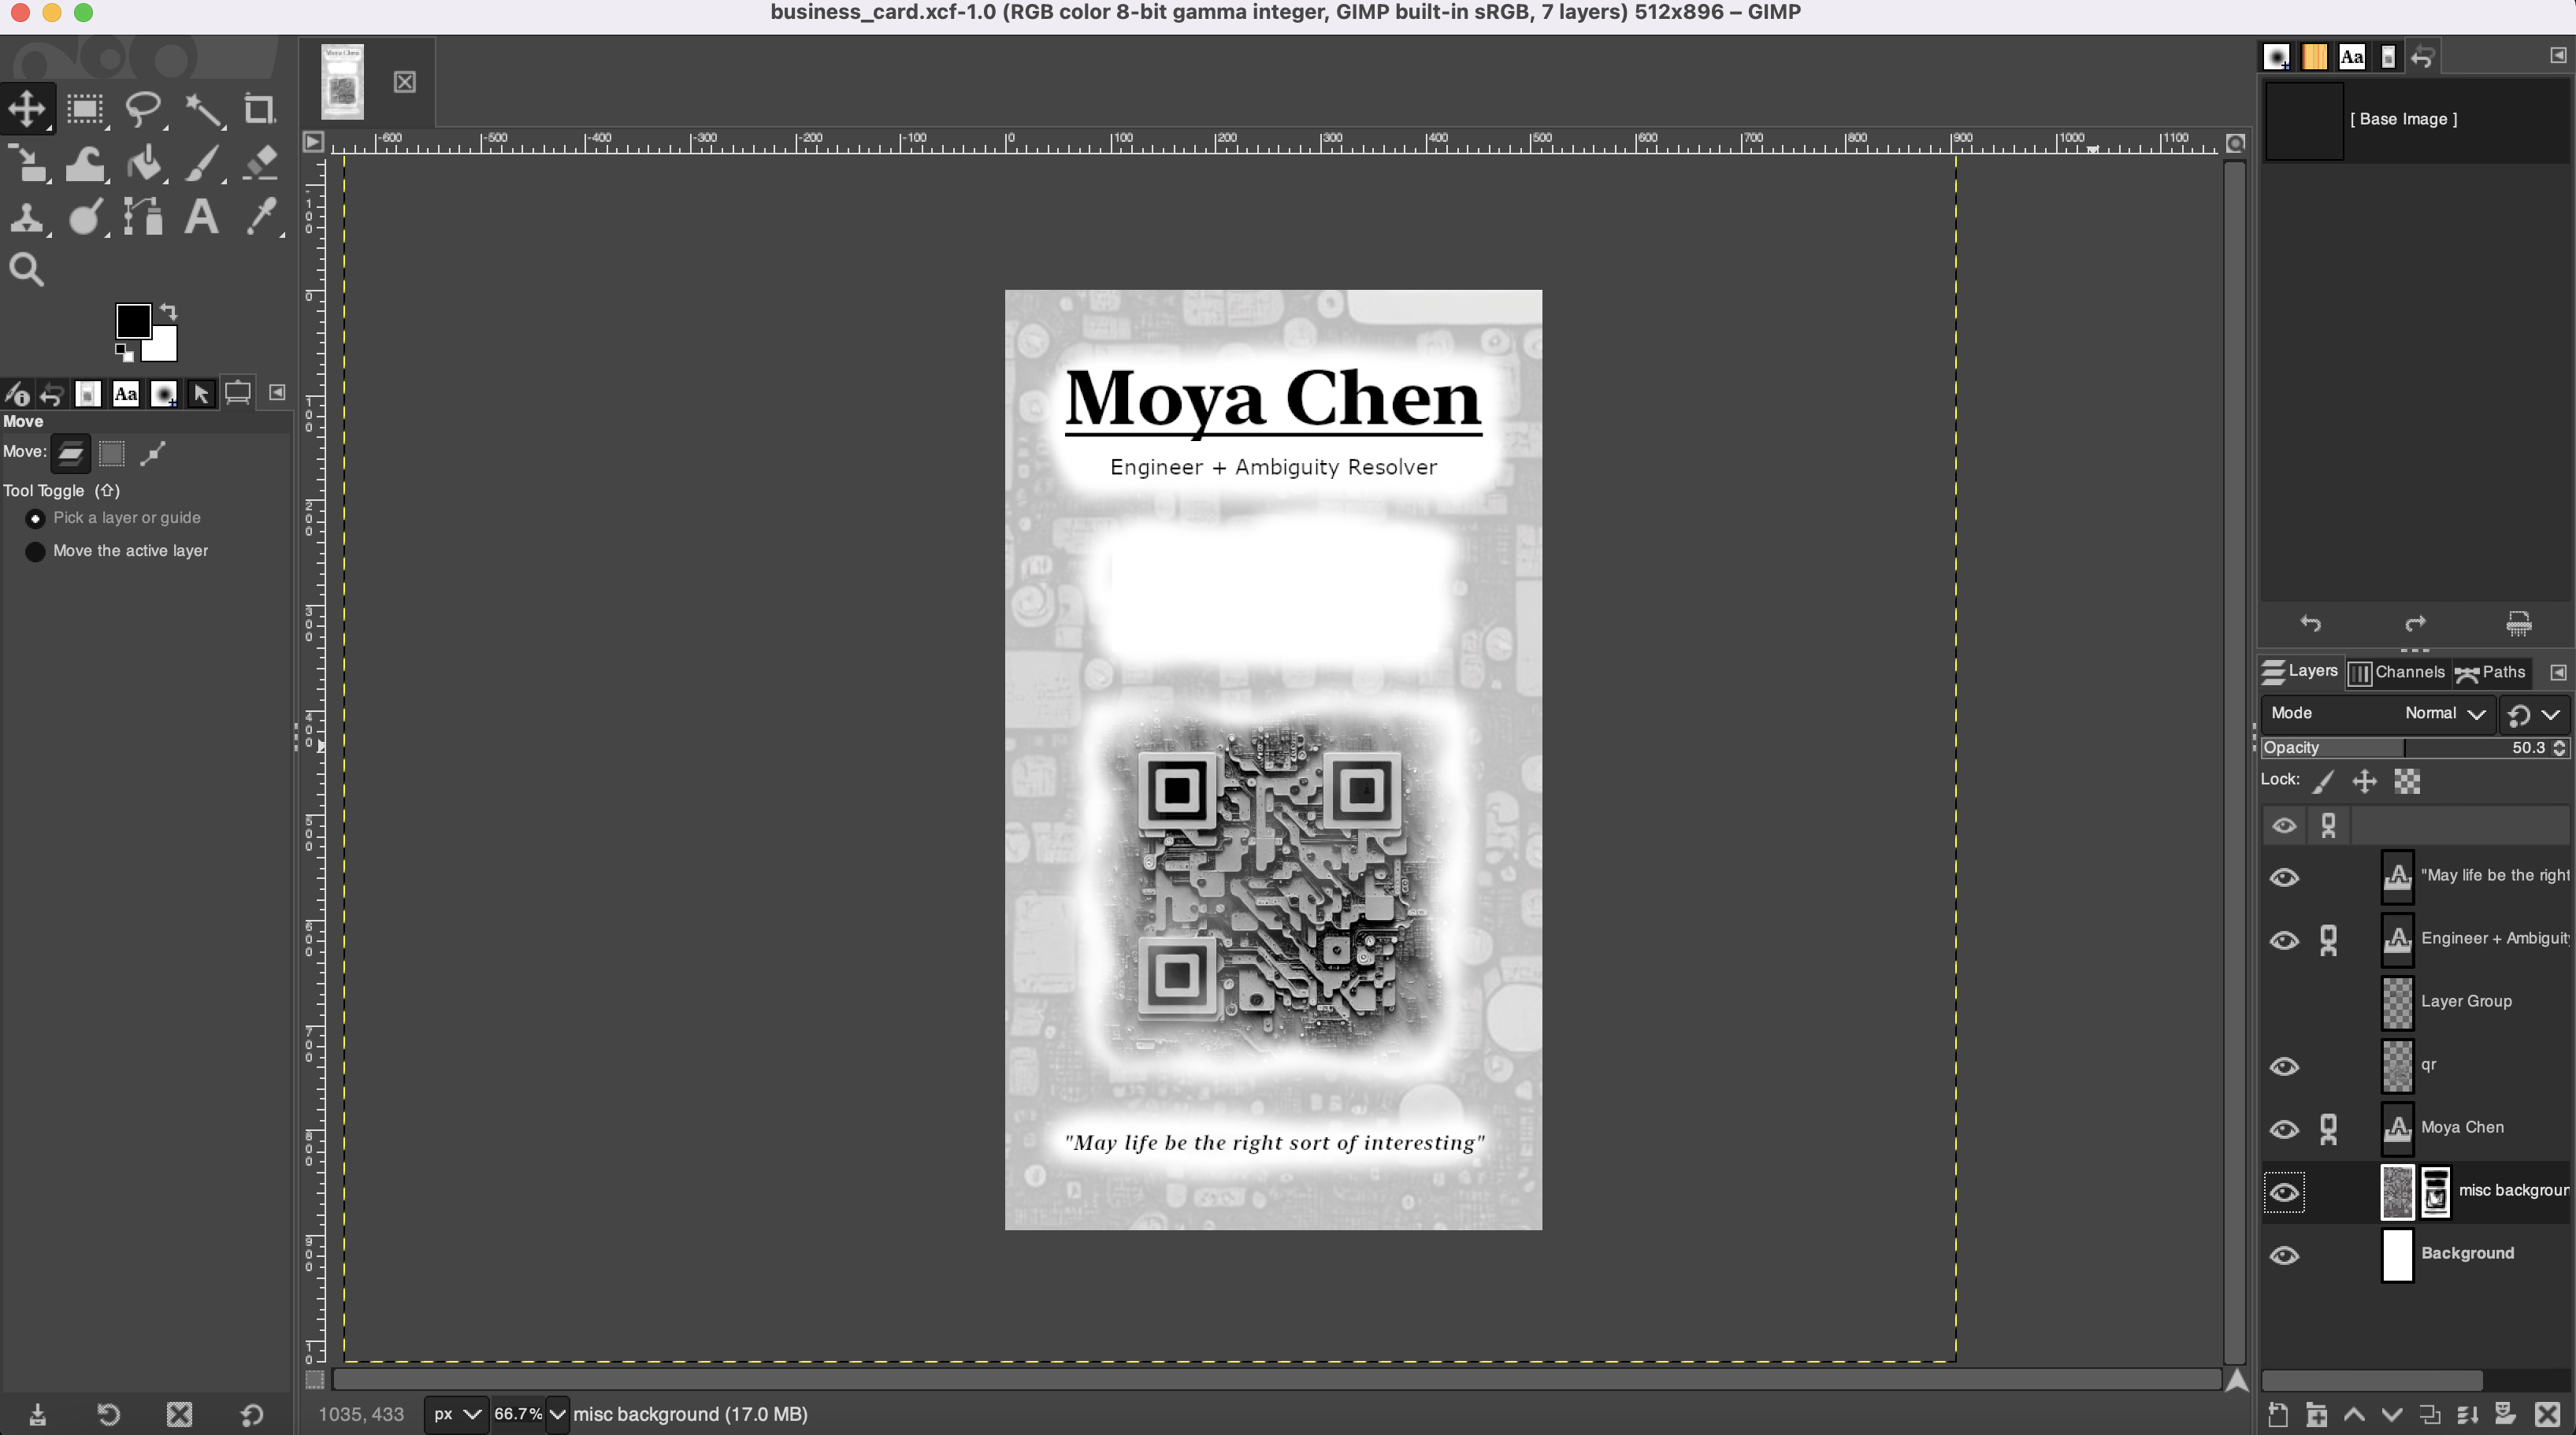 business_card.xcf-1.0 (RGB color 8-bit gamma integer, GIMP built-in sRGB, 7 layers) 512x896 – GIMP
[ Base Image ]
-600 -500 -400 -300 -200 -100 0 100 200 300 400 500 600 700 800 900 1000 1100
Aa
Aa
Move
Move:
Tool Toggle (⇧)
Pick a layer or guide
Move the active layer
Moya Chen
Engineer + Ambiguity Resolver
"May life be the right sort of interesting"
Layers
Channels
Paths
Mode Normal
Opacity 50.3
Lock:
"May life be the right
Engineer + Ambiguit
Layer Group
qr
Moya Chen
misc backgroun
Background
1035, 433 px 66.7% misc background (17.0 MB)